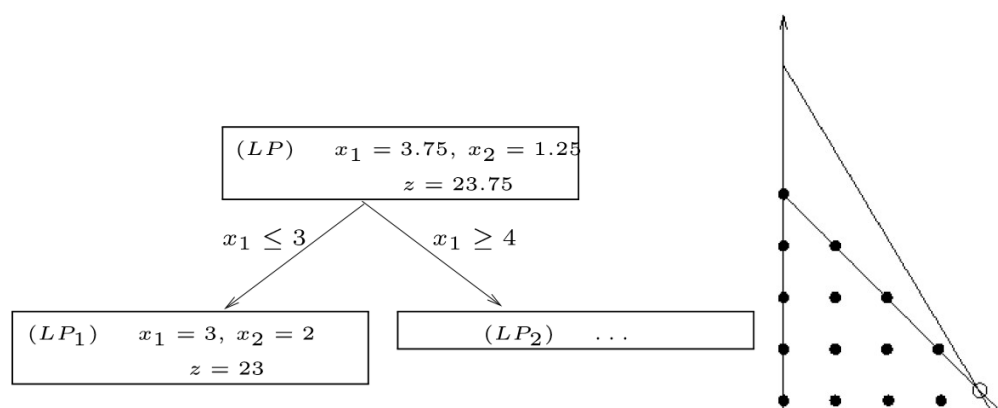 (LP) x₁ = 3.75, x₂ = 1.25
z = 23.75
x₁ ≤ 3
x₁ ≥ 4
(LP₁) x₁ = 3, x₂ = 2
z = 23
(LP₂) ...